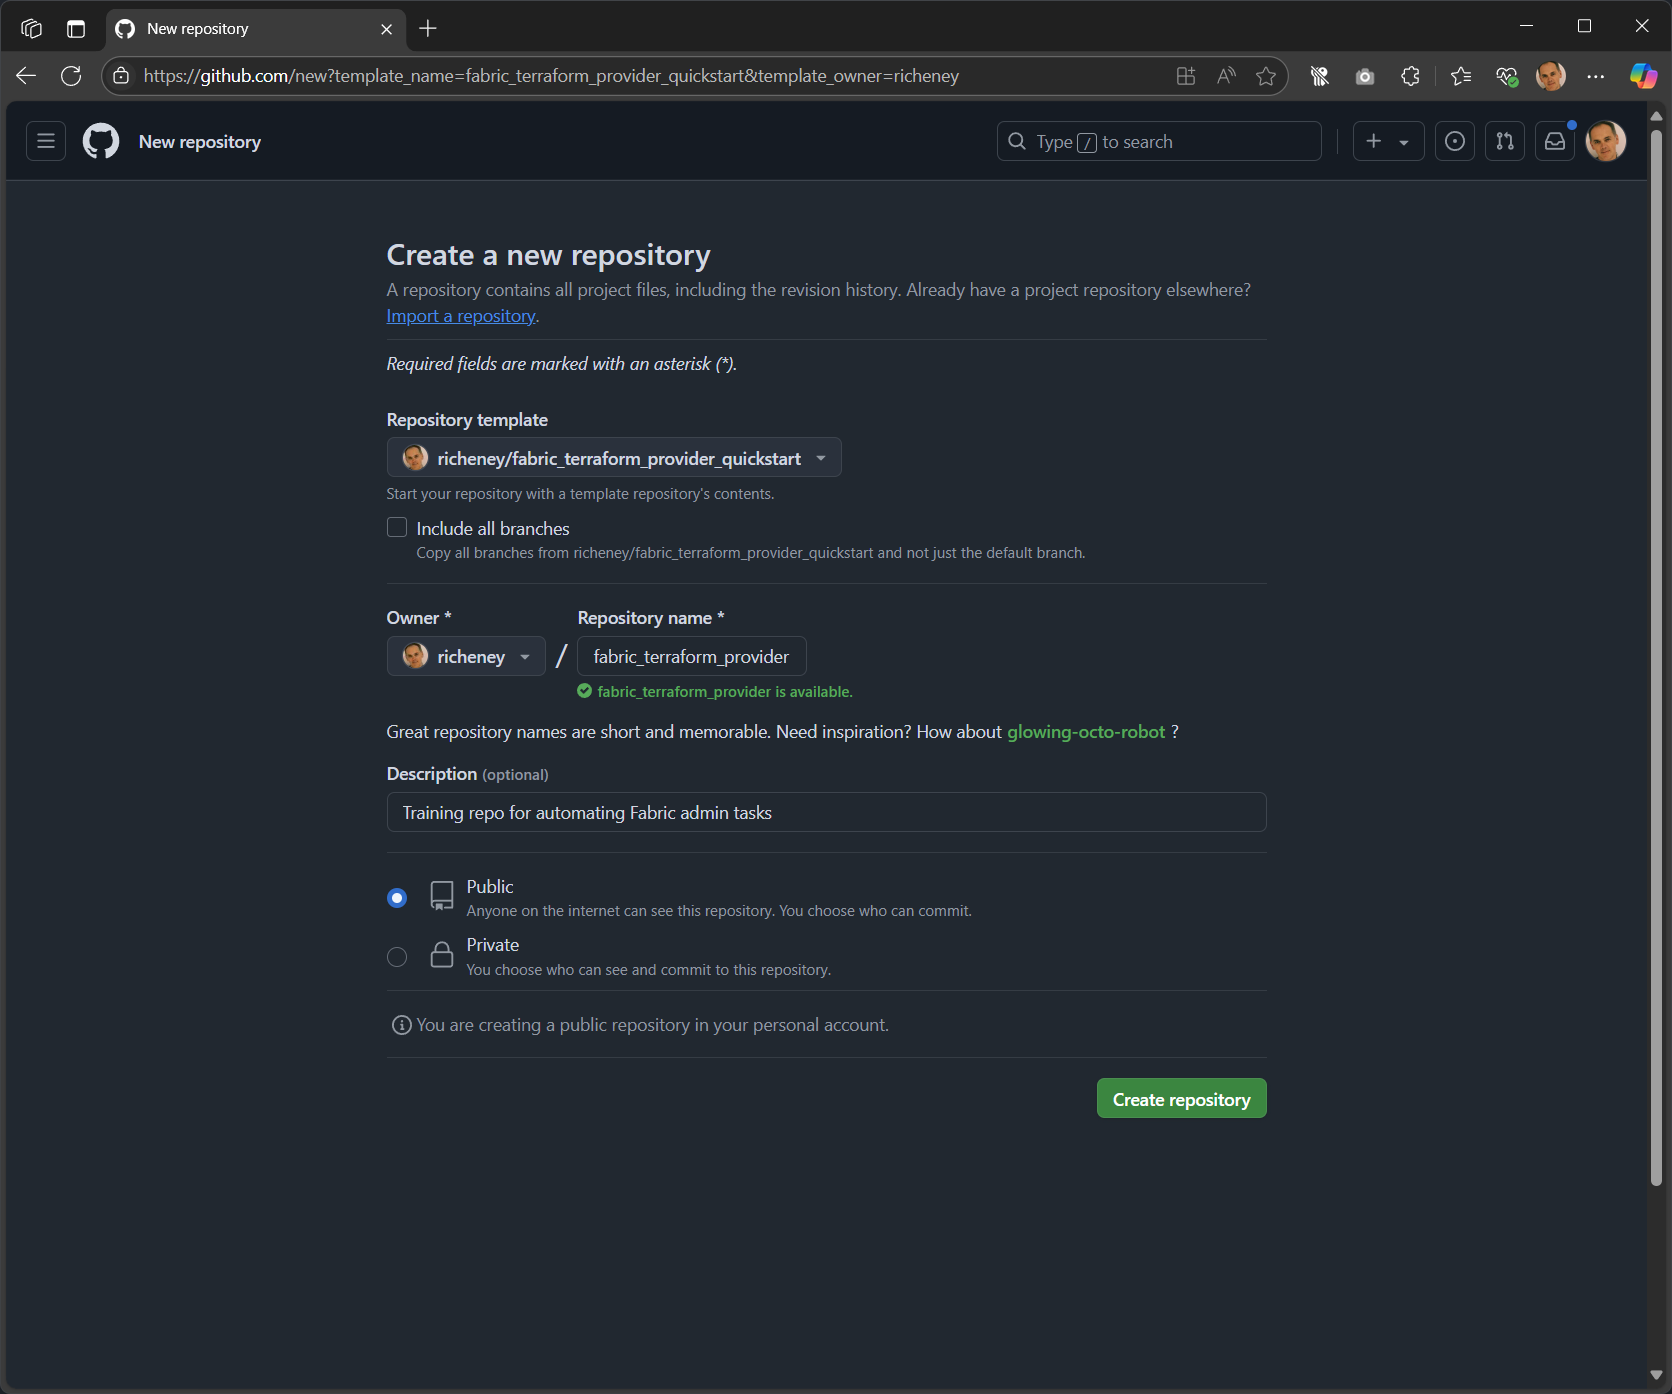 New repository
https://github.com/new?template_name=fabric_terraform_provider_quickstart&template_owner=richeney
New repository
Type / to search
Create a new repository
A repository contains all project files, including the revision history. Already have a project repository elsewhere?
Import a repository.
Required fields are marked with an asterisk (*).
Repository template
richeney/fabric_terraform_provider_quickstart
Start your repository with a template repository's contents.
Include all branches
Copy all branches from richeney/fabric_terraform_provider_quickstart and not just the default branch.
Owner * Repository name *
richeney / fabric_terraform_provider
fabric_terraform_provider is available.
Great repository names are short and memorable. Need inspiration? How about glowing-octo-robot ?
Description (optional)
Training repo for automating Fabric admin tasks
Public
Anyone on the internet can see this repository. You choose who can commit.
Private
You choose who can see and commit to this repository.
You are creating a public repository in your personal account.
Create repository